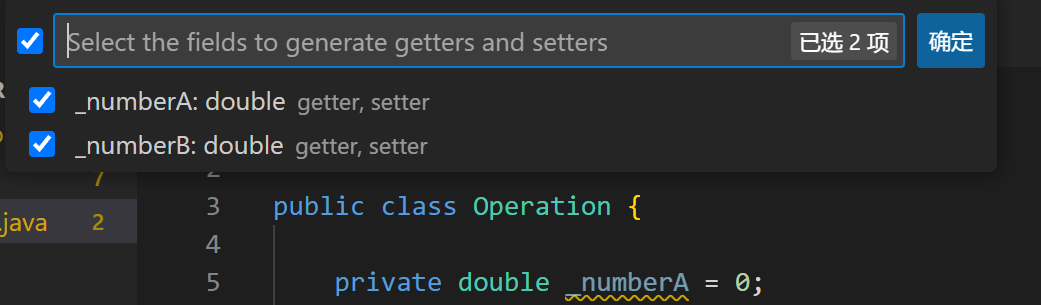 Select the fields to generate getters and setters 已选 2 项 确定
_numberA: double getter, setter
_numberB: double getter, setter
7
2
3 public class Operation {
.java 2
4
5 private double _numberA = 0;